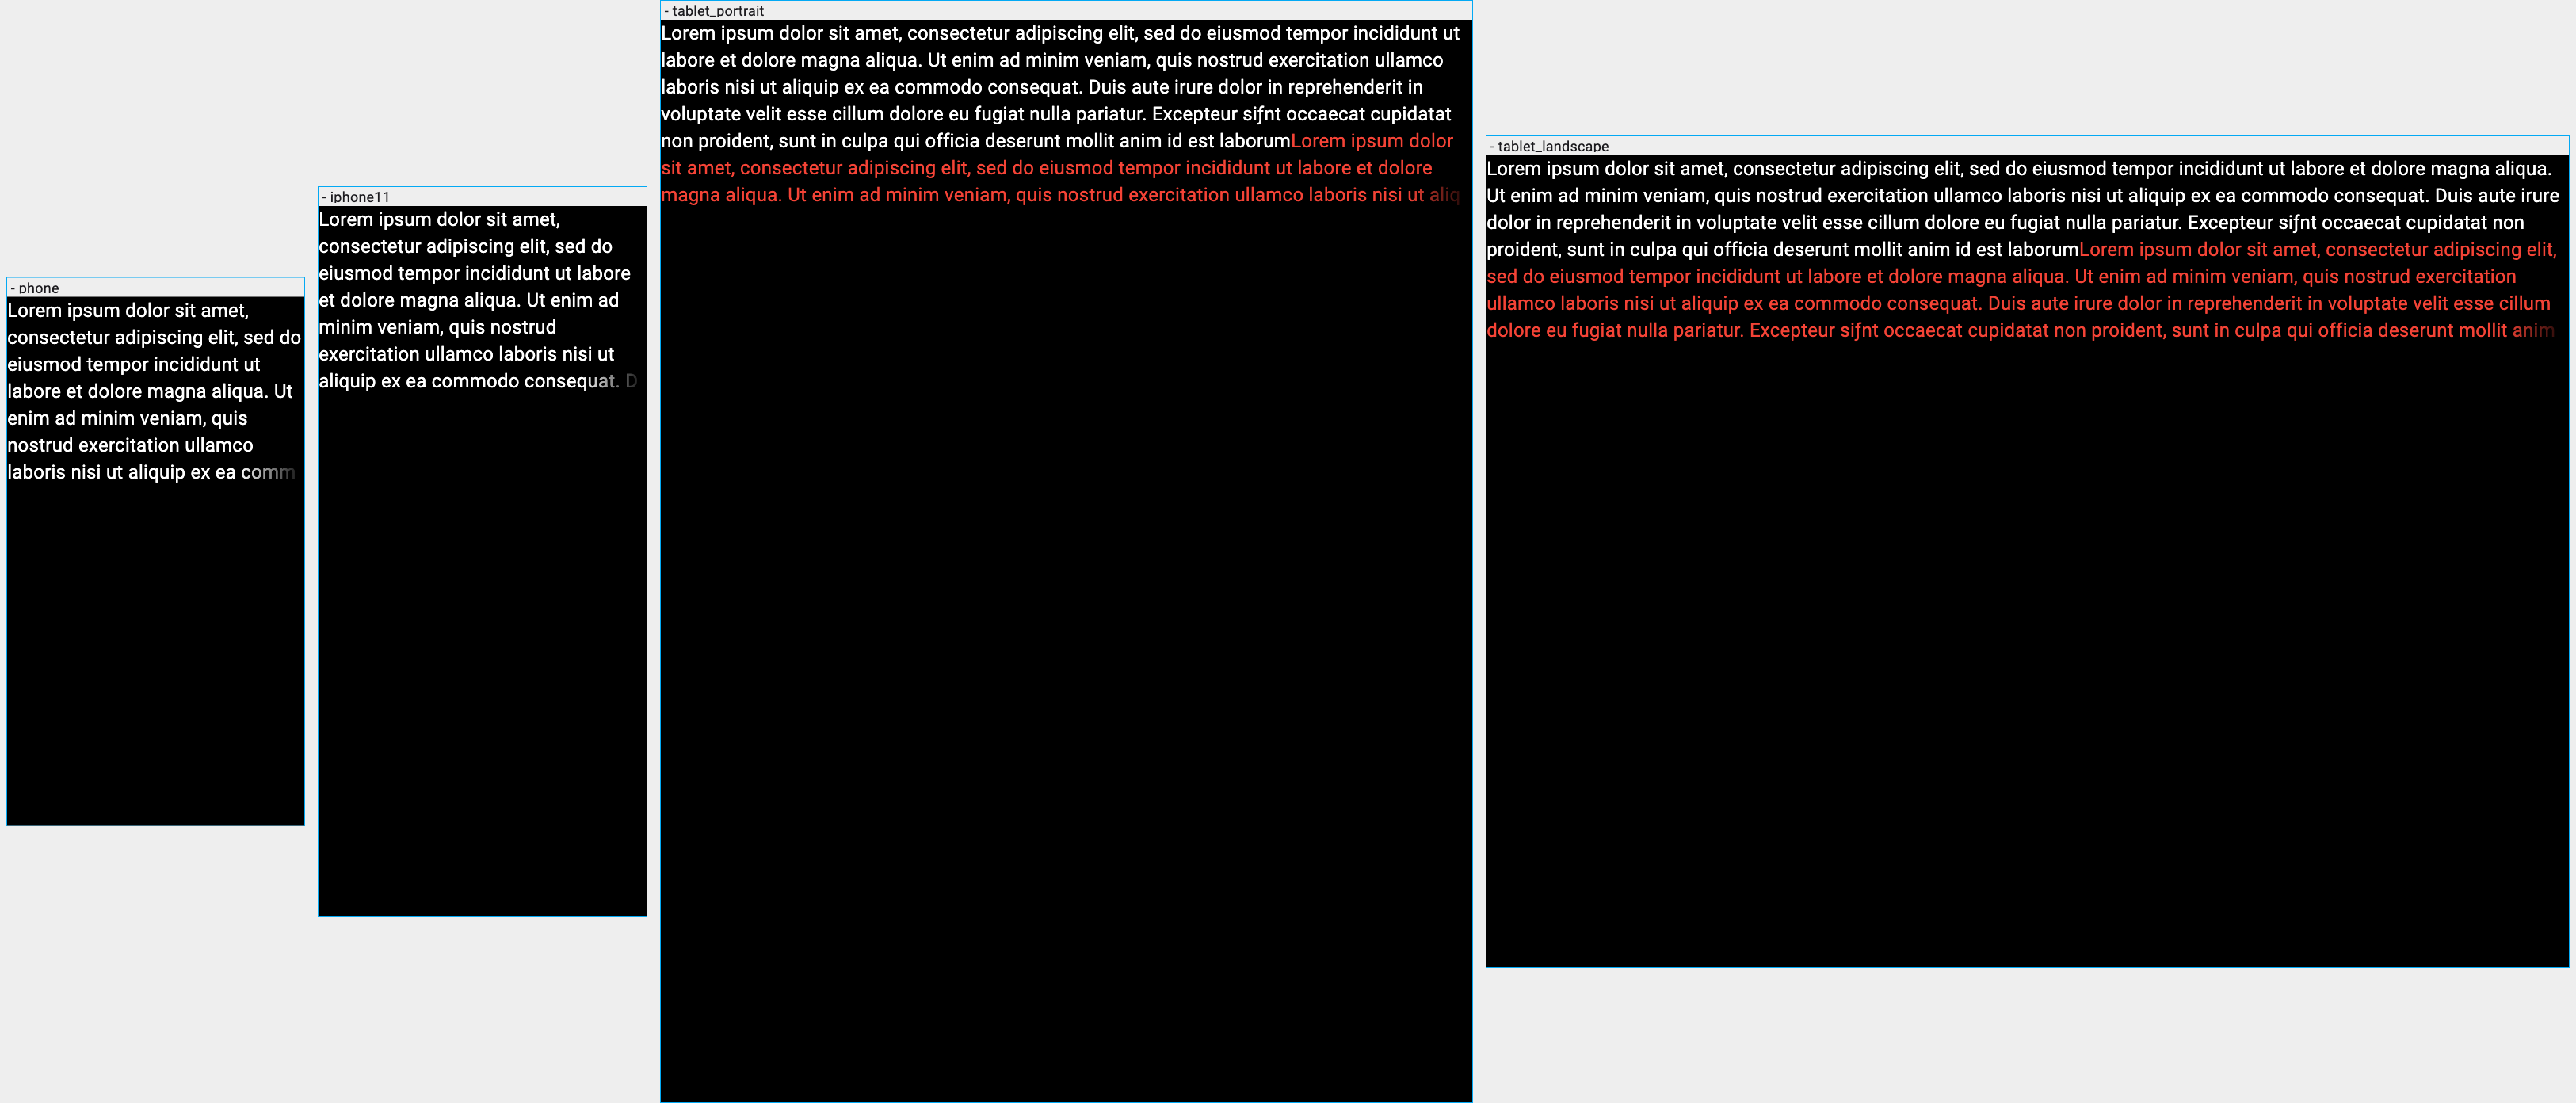 - phone
Lorem ipsum dolor sit amet,
consectetur adipiscing elit, sed do
eiusmod tempor incididunt ut
labore et dolore magna aliqua. Ut
enim ad minim veniam, quis
nostrud exercitation ullamco
laboris nisi ut aliquip ex ea comm
- iphone11
Lorem ipsum dolor sit amet,
consectetur adipiscing elit, sed do
eiusmod tempor incididunt ut labore
et dolore magna aliqua. Ut enim ad
minim veniam, quis nostrud
exercitation ullamco laboris nisi ut
aliquip ex ea commodo consequat. D
- tablet_portrait
Lorem ipsum dolor sit amet, consectetur adipiscing elit, sed do eiusmod tempor incididunt ut
labore et dolore magna aliqua. Ut enim ad minim veniam, quis nostrud exercitation ullamco
laboris nisi ut aliquip ex ea commodo consequat. Duis aute irure dolor in reprehenderit in
voluptate velit esse cillum dolore eu fugiat nulla pariatur. Excepteur siƒnt occaecat cupidatat
non proident, sunt in culpa qui officia deserunt mollit anim id est laborumLorem ipsum dolor
sit amet, consectetur adipiscing elit, sed do eiusmod tempor incididunt ut labore et dolore
magna aliqua. Ut enim ad minim veniam, quis nostrud exercitation ullamco laboris nisi ut aliq
- tablet_landscape
Lorem ipsum dolor sit amet, consectetur adipiscing elit, sed do eiusmod tempor incididunt ut labore et dolore magna aliqua.
Ut enim ad minim veniam, quis nostrud exercitation ullamco laboris nisi ut aliquip ex ea commodo consequat. Duis aute irure
dolor in reprehenderit in voluptate velit esse cillum dolore eu fugiat nulla pariatur. Excepteur siƒnt occaecat cupidatat non
proident, sunt in culpa qui officia deserunt mollit anim id est laborumLorem ipsum dolor sit amet, consectetur adipiscing elit,
sed do eiusmod tempor incididunt ut labore et dolore magna aliqua. Ut enim ad minim veniam, quis nostrud exercitation
ullamco laboris nisi ut aliquip ex ea commodo consequat. Duis aute irure dolor in reprehenderit in voluptate velit esse cillum
dolore eu fugiat nulla pariatur. Excepteur siƒnt occaecat cupidatat non proident, sunt in culpa qui officia deserunt mollit anim